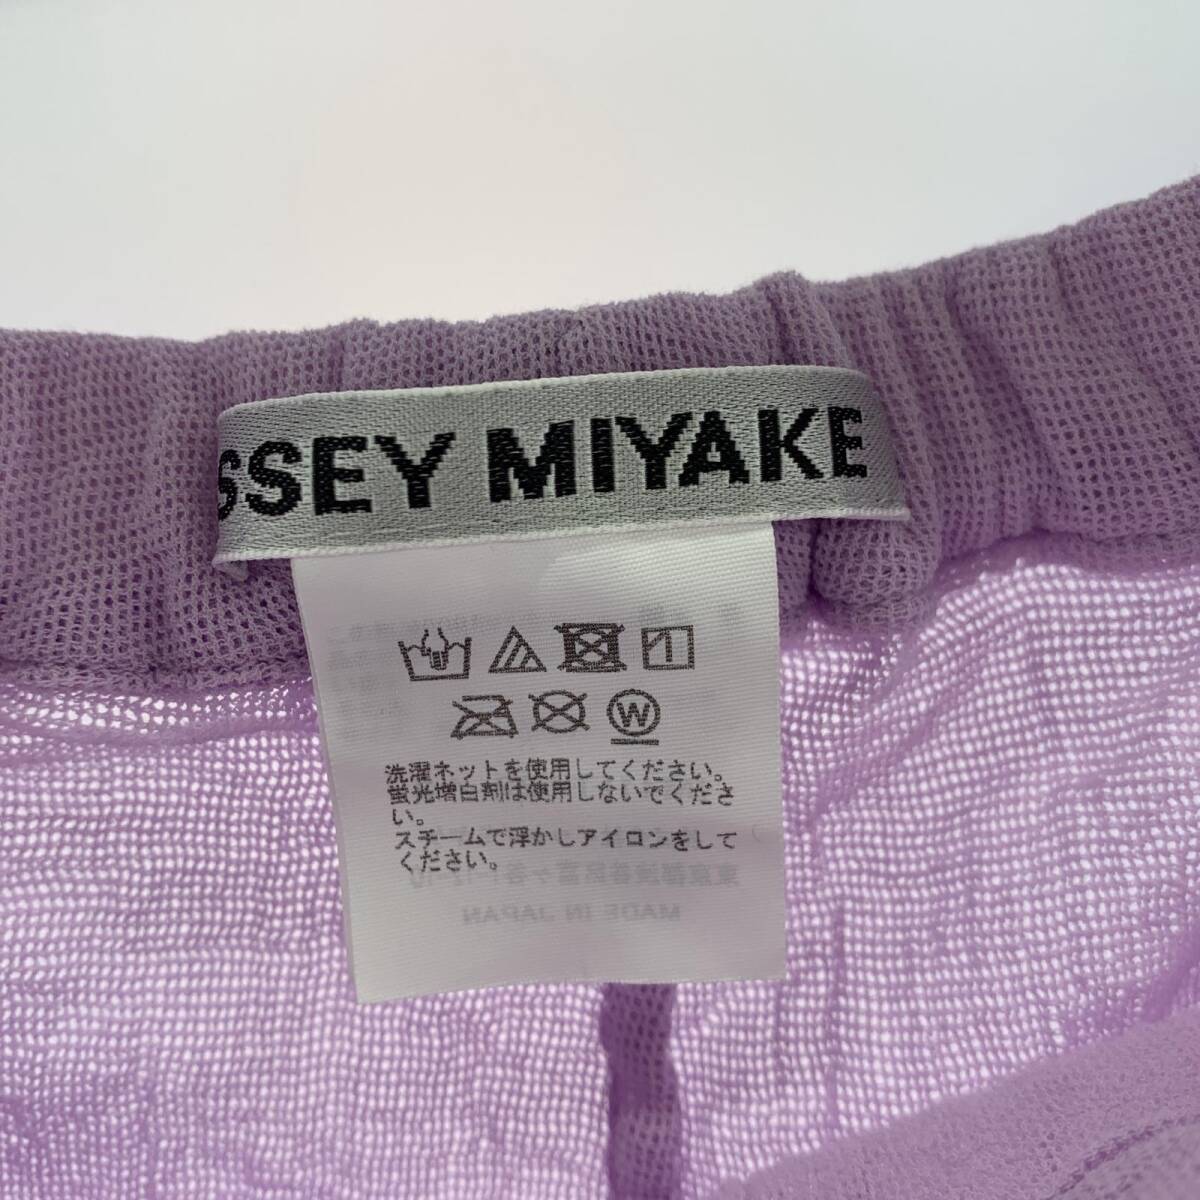 SSEY MIYAKE
W
洗濯ネットを使用してください。
蛍光増白剤は使用しないでくださ
い。
スチームで浮かしアイロンをして
ください。
MADE IN JAPAN